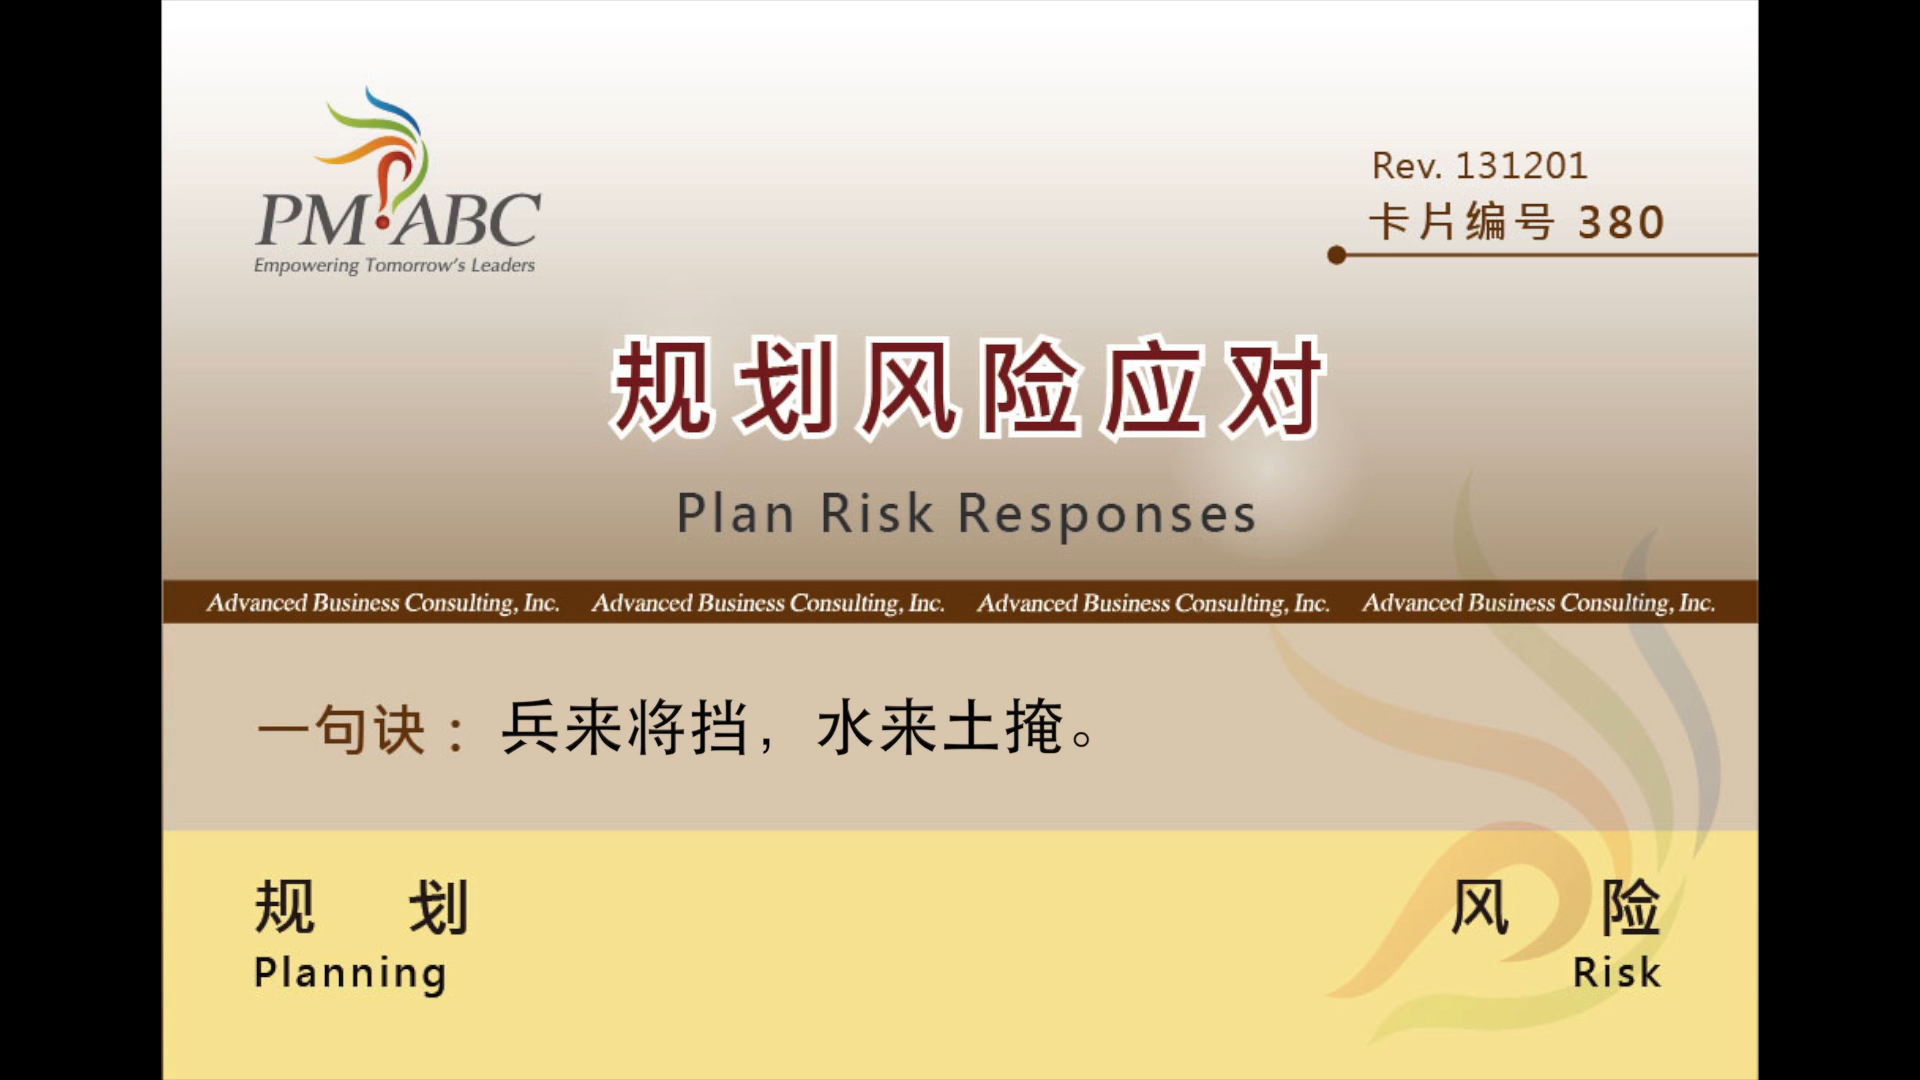 PM ABC
Empowering Tomorrow's Leaders
Rev. 131201
卡片编号 380
规划风险应对
Plan Risk Responses
Advanced Business Consulting, Inc. Advanced Business Consulting, Inc. Advanced Business Consulting, Inc. Advanced Business Consulting, Inc.
一句诀：兵来将挡，水来土掩。
规 划 风 险
Planning Risk